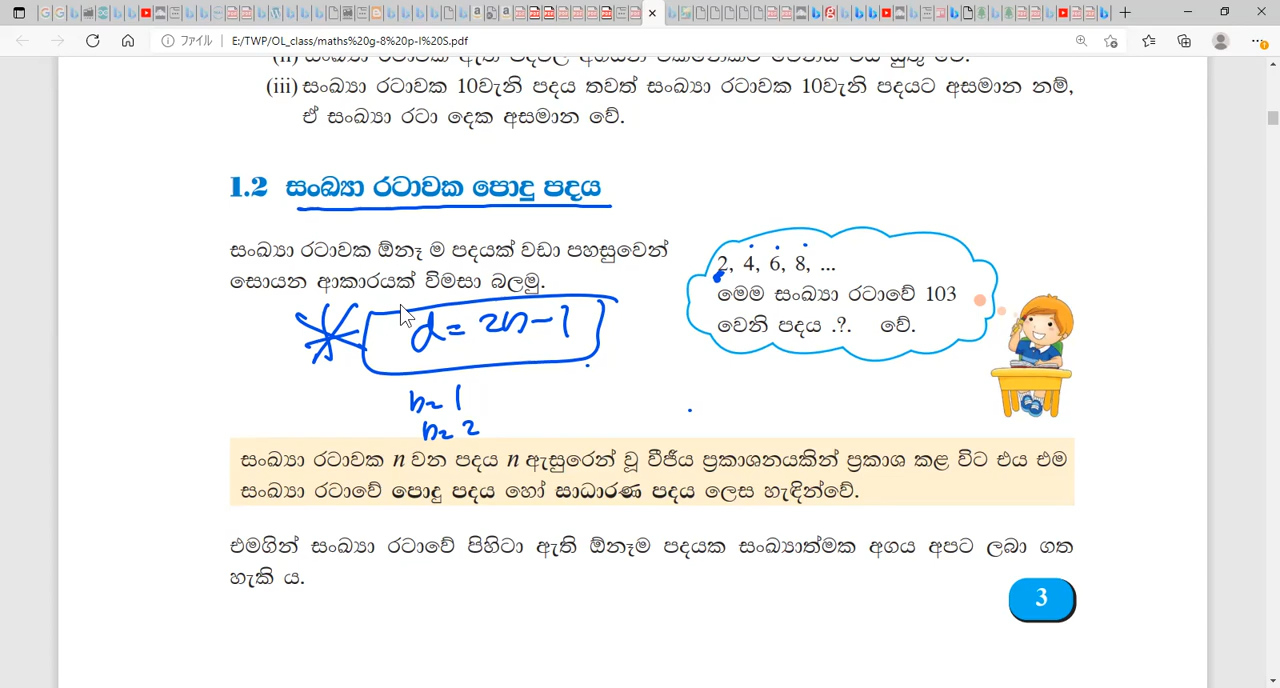 ファイル E:/TWP/OL_class/maths%20g-8%20p-I%20S.pdf
(iii) සංඛ්‍යා රටාවක 10වැනි පදය තවත් සංඛ්‍යා රටාවක 10වැනි පදයට අසමාන නම්,
ඒ සංඛ්‍යා රටා දෙක අසමාන වේ.
1.2 සංඛ්‍යා රටාවක පොදු පදය
සංඛ්‍යා රටාවක ඕනෑ ම පදයක් වඩා පහසුවෙන්
සොයන ආකාරයක් විමසා බලමු.
2, 4, 6, 8, ...
මෙම සංඛ්‍යා රටාවේ 103
වෙනි පදය .?. වේ.
d = 2n - 1
n = 1
n = 2
සංඛ්‍යා රටාවක n වන පදය n ඇසුරෙන් වූ වීජීය ප්‍රකාශනයකින් ප්‍රකාශ කළ විට එය එම
සංඛ්‍යා රටාවේ පොදු පදය හෝ සාධාරණ පදය ලෙස හැඳින්වේ.
එමගින් සංඛ්‍යා රටාවේ පිහිටා ඇති ඕනෑම පදයක සංඛ්‍යාත්මක අගය අපට ලබා ගත
හැකි ය.
3